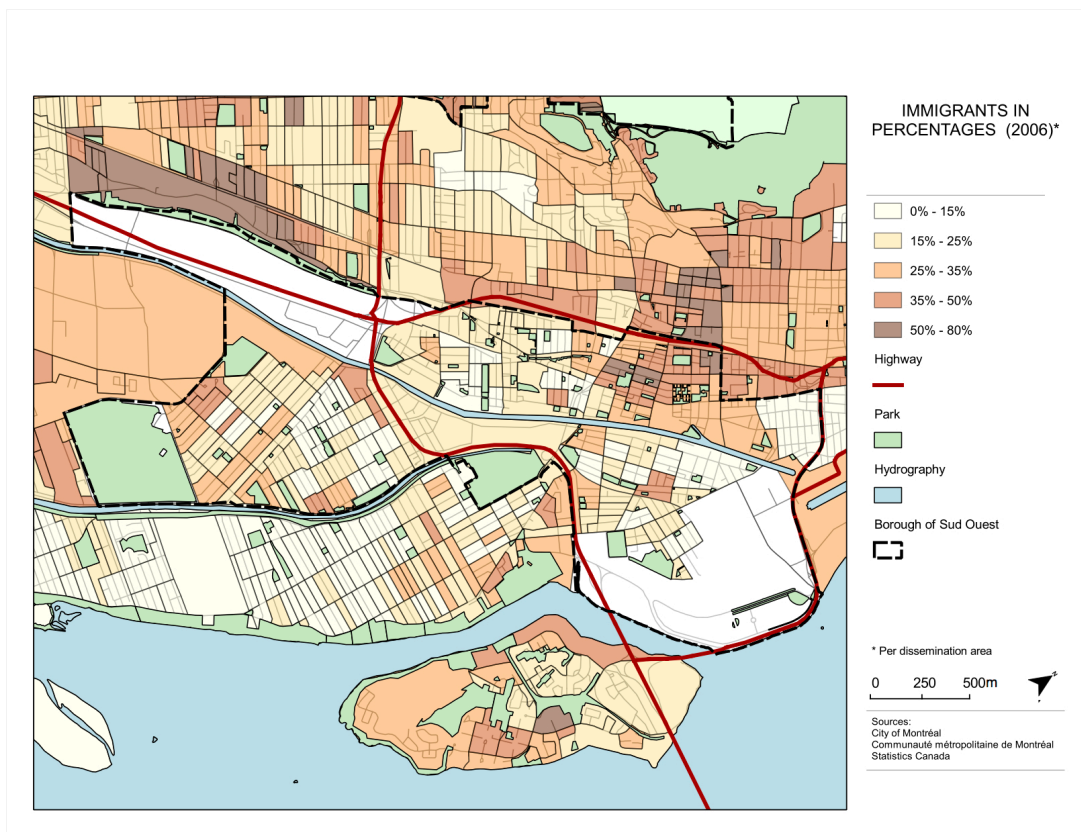 IMMIGRANTS IN
PERCENTAGES (2006)*
0% - 15%
15% - 25%
25% - 35%
35% - 50%
50% - 80%
Highway
Park
Hydrography
Borough of Sud Ouest
* Per dissemination area
0 250 500m
N
Sources:
City of Montréal
Communauté métropolitaine de Montréal
Statistics Canada